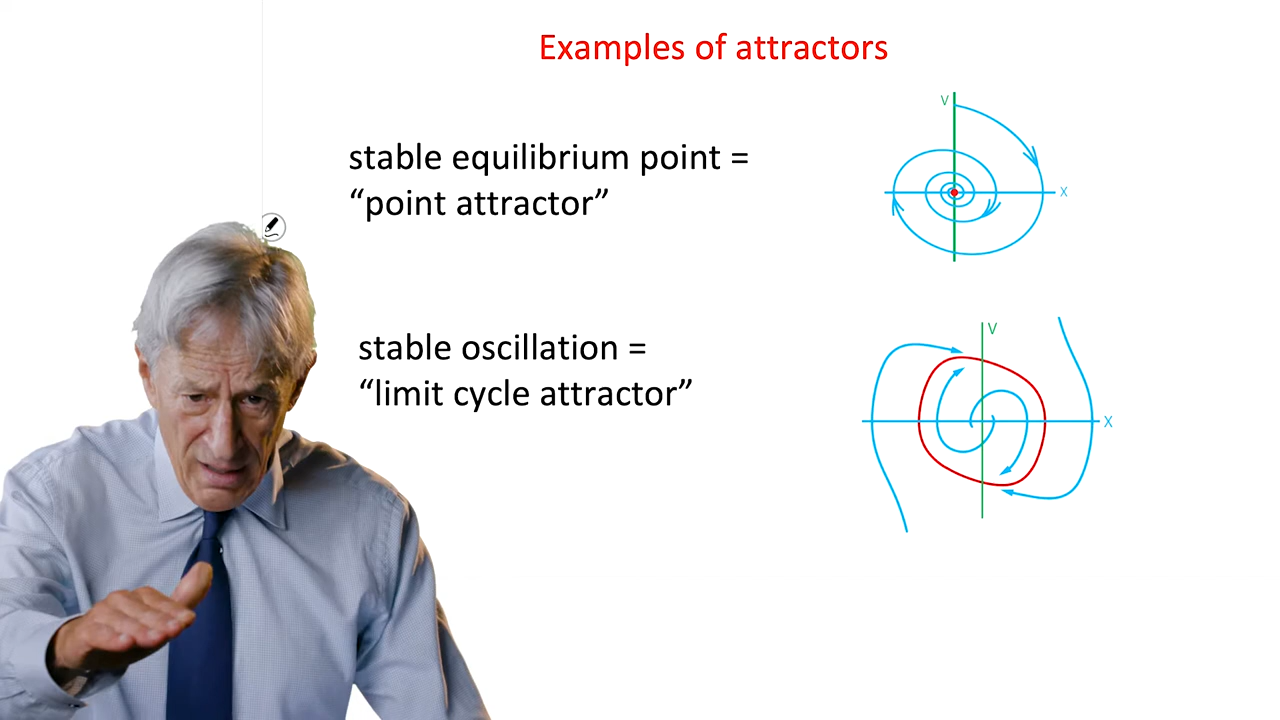 Examples of attractors
V
stable equilibrium point =
“point attractor”
X
V
stable oscillation =
“limit cycle attractor”
X